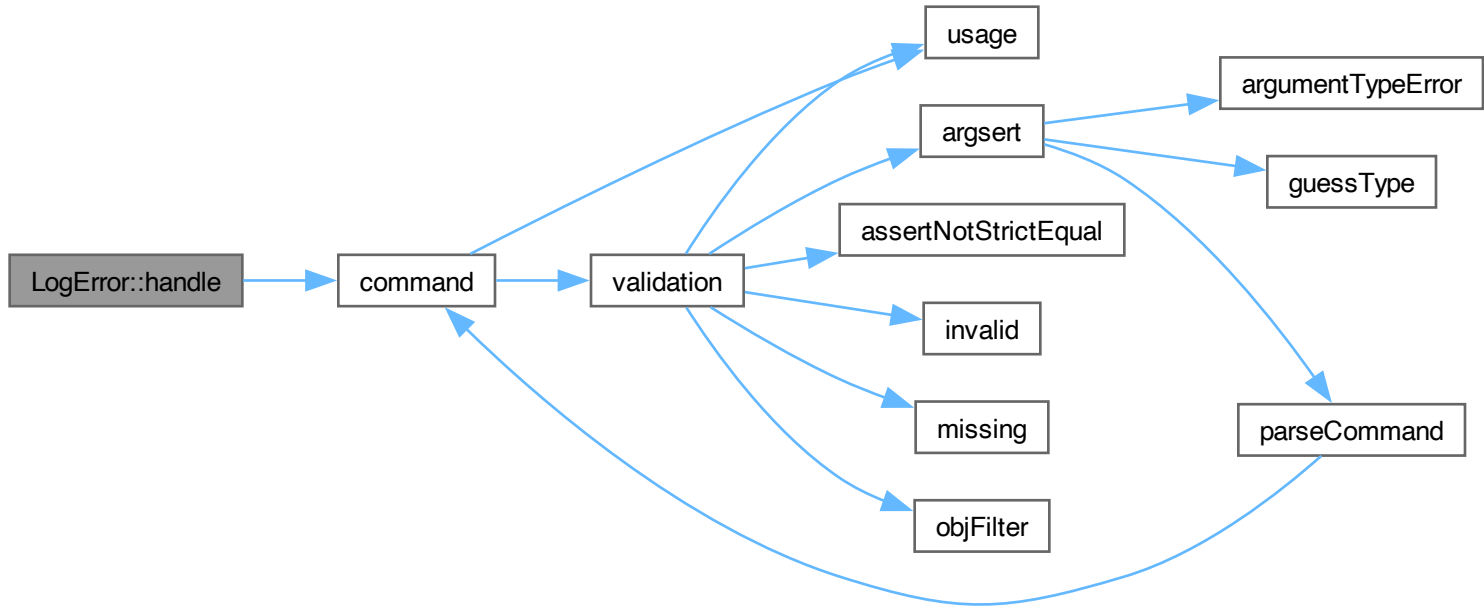 usage
argumentTypeError
argsert
guessType
assertNotStrictEqual
LogError::handle
command
validation
invalid
missing
parseCommand
objFilter